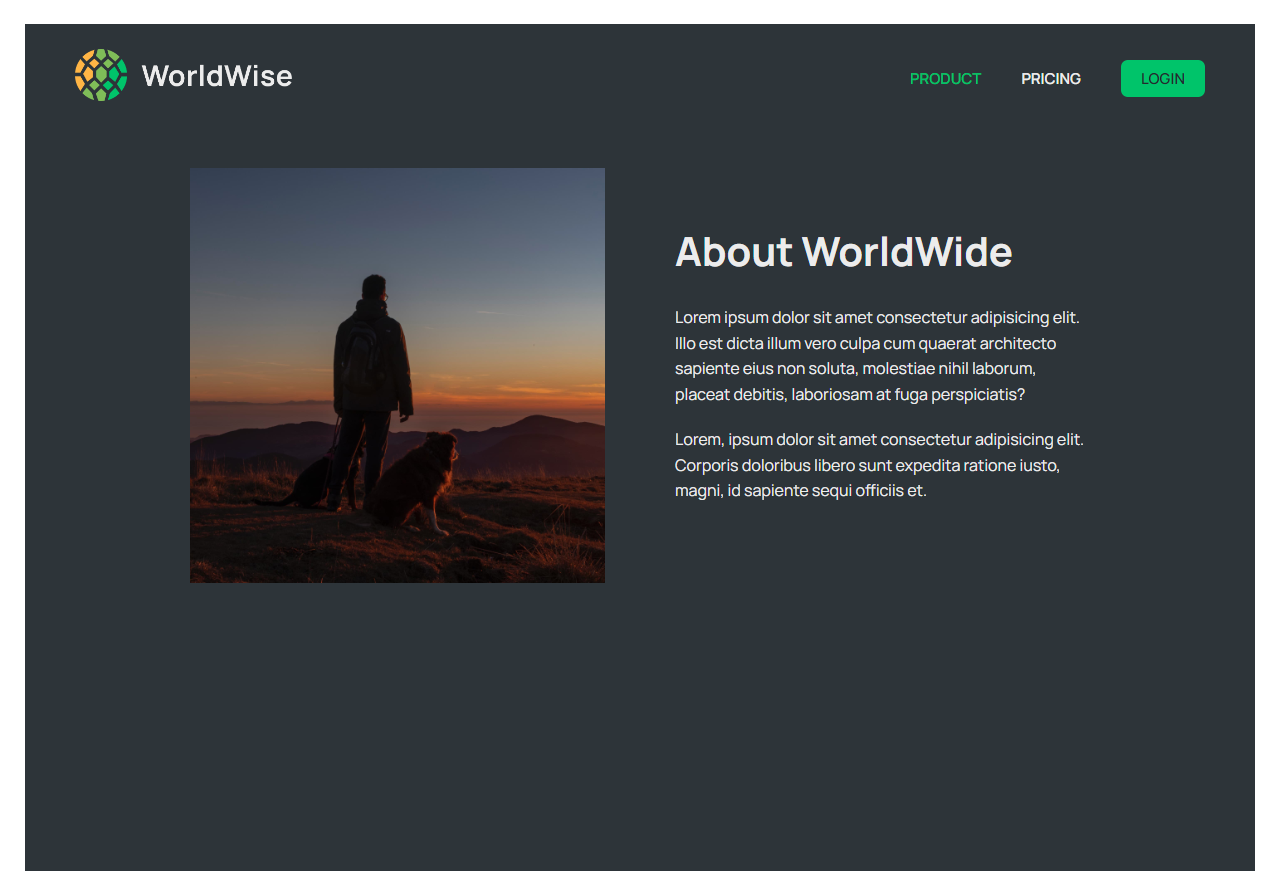 WorldWise
PRODUCT
PRICING
LOGIN
About WorldWide
Lorem ipsum dolor sit amet consectetur adipisicing elit.
Illo est dicta illum vero culpa cum quaerat architecto
sapiente eius non soluta, molestiae nihil laborum,
placeat debitis, laboriosam at fuga perspiciatis?
Lorem, ipsum dolor sit amet consectetur adipisicing elit.
Corporis doloribus libero sunt expedita ratione iusto,
magni, id sapiente sequi officiis et.